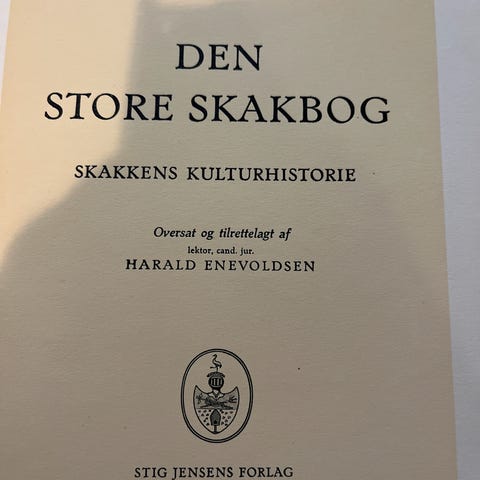 DEN
STORE SKAKBOG
SKAKKENS KULTURHISTORIE
Oversat og tilrettelagt af
lektor, cand. jur.
HARALD ENEVOLDSEN
STIG JENSENS FORLAG